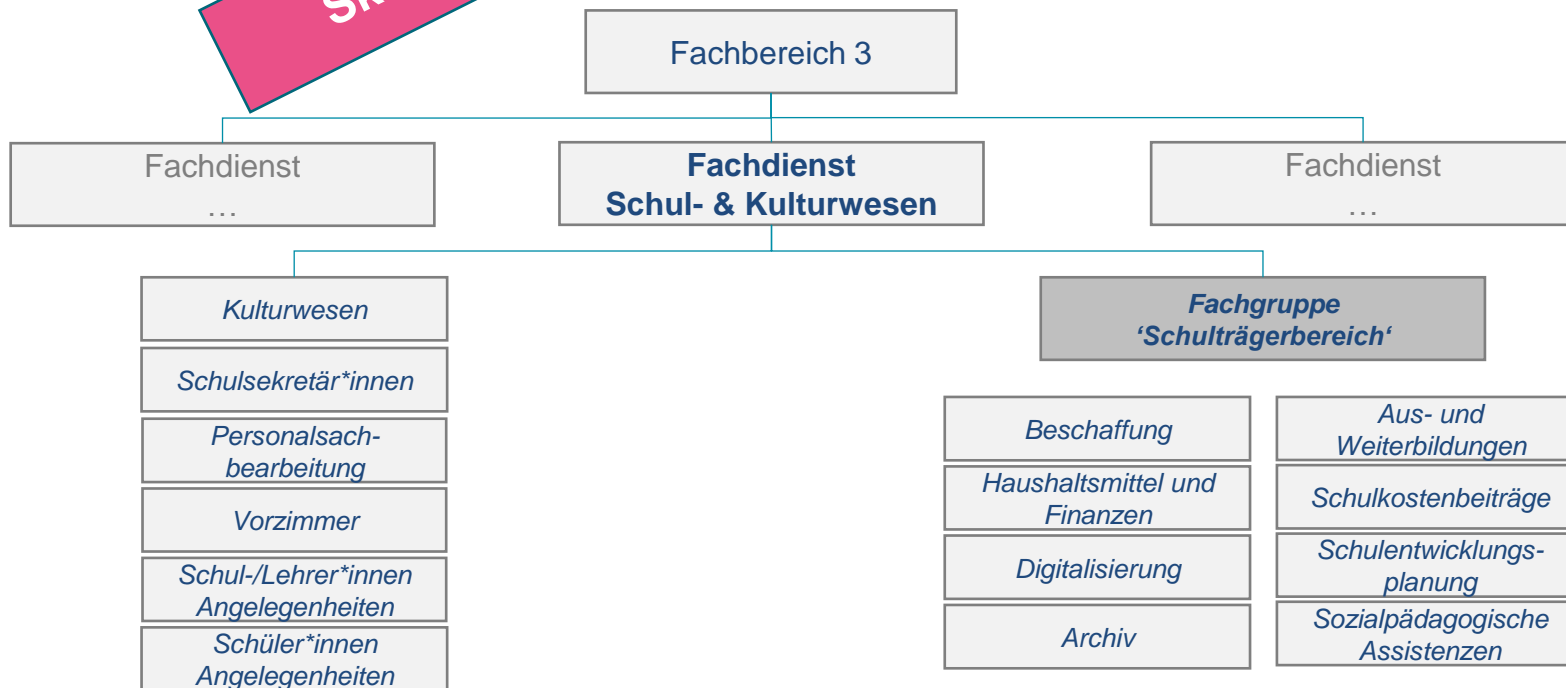 Fachbereich 3
Fachdienst
…
Fachdienst
Schul- & Kulturwesen
Fachdienst
…
Kulturwesen
Schulsekretär*innen
Personalsach-
bearbeitung
Vorzimmer
Schul-/Lehrer*innen
Angelegenheiten
Schüler*innen
Angelegenheiten
Fachgruppe
‘Schulträgerbereich‘
Beschaffung
Haushaltsmittel und
Finanzen
Digitalisierung
Archiv
Aus- und
Weiterbildungen
Schulkostenbeiträge
Schulentwicklungs-
planung
Sozialpädagogische
Assistenzen